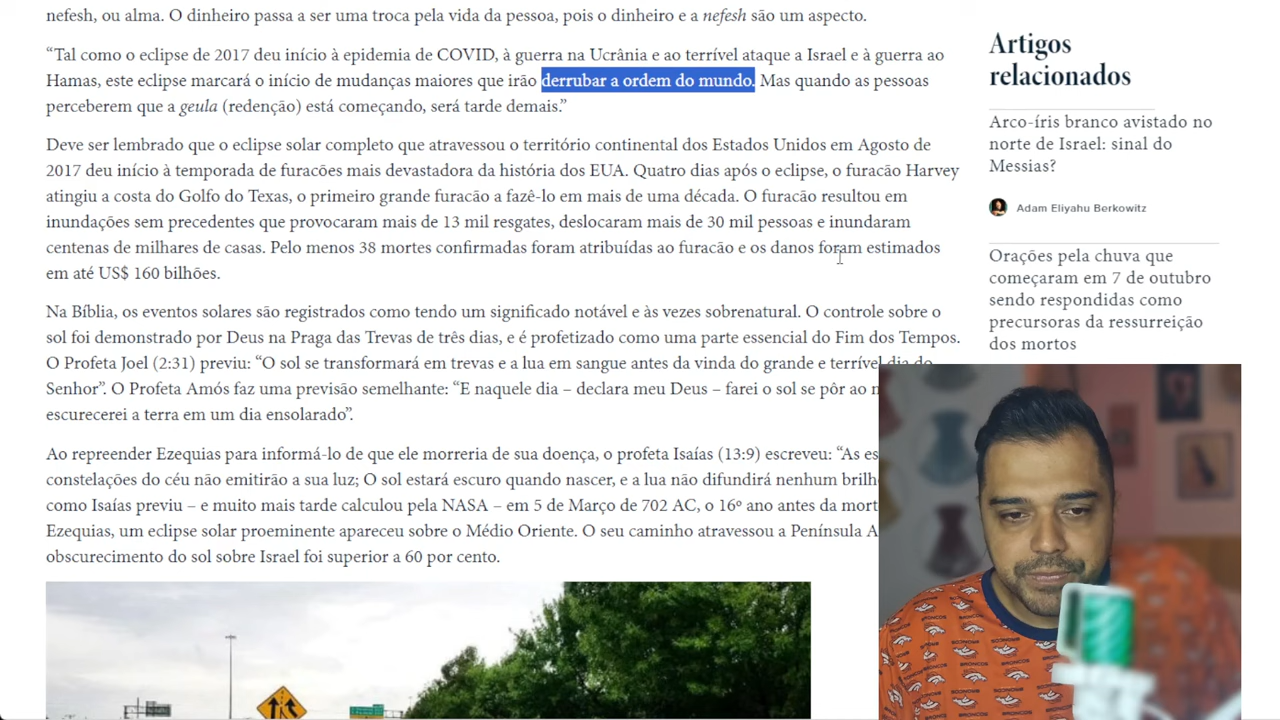 nefesh, ou alma. O dinheiro passa a ser uma troca pela vida da pessoa, pois o dinheiro e a nefesh são um aspecto.
“Tal como o eclipse de 2017 deu início à epidemia de COVID, à guerra na Ucrânia e ao terrível ataque a Israel e à guerra ao
Hamas, este eclipse marcará o início de mudanças maiores que irão derrubar a ordem do mundo. Mas quando as pessoas
perceberem que a geula (redenção) está começando, será tarde demais.”
Deve ser lembrado que o eclipse solar completo que atravessou o território continental dos Estados Unidos em Agosto de
2017 deu início à temporada de furacões mais devastadora da história dos EUA. Quatro dias após o eclipse, o furacão Harvey
atingiu a costa do Golfo do Texas, o primeiro grande furacão a fazê-lo em mais de uma década. O furacão resultou em
inundações sem precedentes que provocaram mais de 13 mil resgates, deslocaram mais de 30 mil pessoas e inundaram
centenas de milhares de casas. Pelo menos 38 mortes confirmadas foram atribuídas ao furacão e os danos foram estimados
em até US$ 160 bilhões.
Na Bíblia, os eventos solares são registrados como tendo um significado notável e às vezes sobrenatural. O controle sobre o
sol foi demonstrado por Deus na Praga das Trevas de três dias, e é profetizado como uma parte essencial do Fim dos Tempos.
O Profeta Joel (2:31) previu: “O sol se transformará em trevas e a lua em sangue antes da vinda do grande e terrível dia do
Senhor”. O Profeta Amós faz uma previsão semelhante: “E naquele dia – declara meu Deus – farei o sol se pôr ao
escurecerei a terra em um dia ensolarado”.
Ao repreender Ezequias para informá-lo de que ele morreria de sua doença, o profeta Isaías (13:9) escreveu: “As
constelações do céu não emitirão a sua luz; O sol estará escuro quando nascer, e a lua não difundirá nenhum
como Isaías previu – e muito mais tarde calculou pela NASA – em 5 de Março de 702 AC, o 16º ano antes da
Ezequias, um eclipse solar proeminente apareceu sobre o Médio Oriente. O seu caminho atravessou a Península
obscurecimento do sol sobre Israel foi superior a 60 por cento.
Artigos
relacionados
Arco-íris branco avistado no
norte de Israel: sinal do
Messias?
Adam Eliyahu Berkowitz
Orações pela chuva que
começaram em 7 de outubro
sendo respondidas como
precursoras da ressurreição
dos mortos
BRONCOS